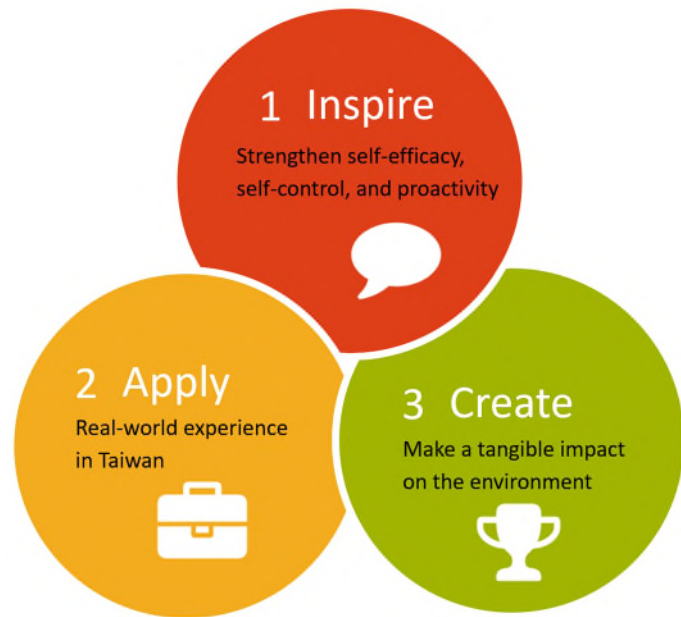 1 Inspire
Strengthen self-efficacy,
self-control, and proactivity
2 Apply
Real-world experience
in Taiwan
3 Create
Make a tangible impact
on the environment